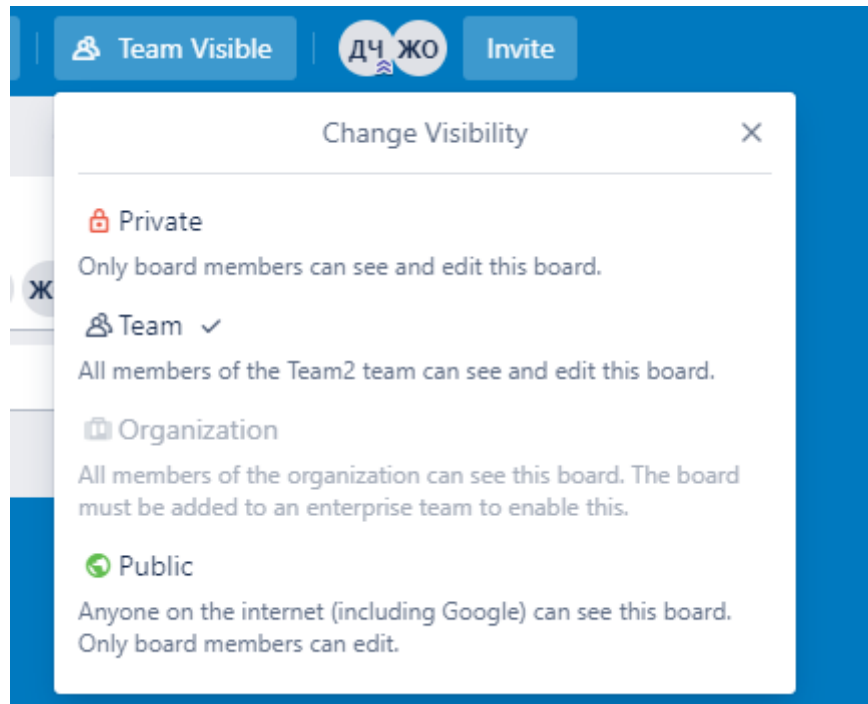 Team Visible
ДЧ
ЖО
Invite
Change Visibility
Private
Only board members can see and edit this board.
Ж
Team
All members of the Team2 team can see and edit this board.
Organization
All members of the organization can see this board. The board
must be added to an enterprise team to enable this.
Public
Anyone on the internet (including Google) can see this board.
Only board members can edit.